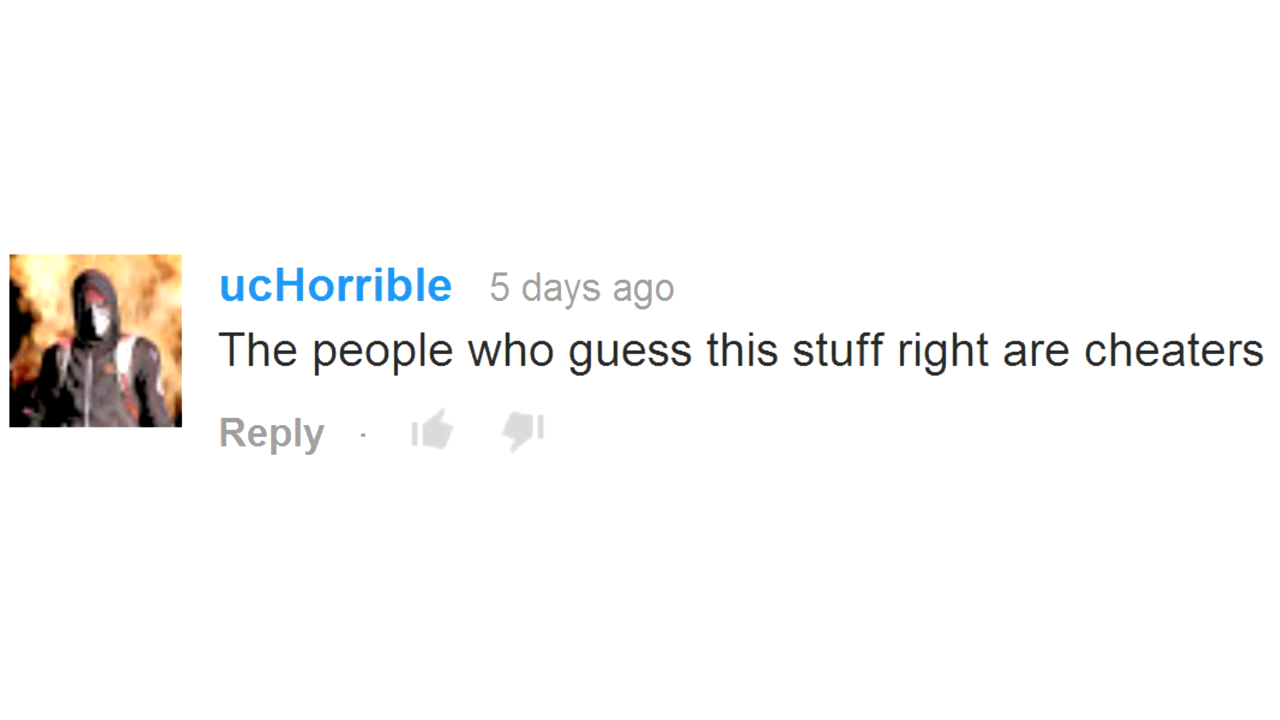 ucHorrible 5 days ago
The people who guess this stuff right are cheaters
Reply ·